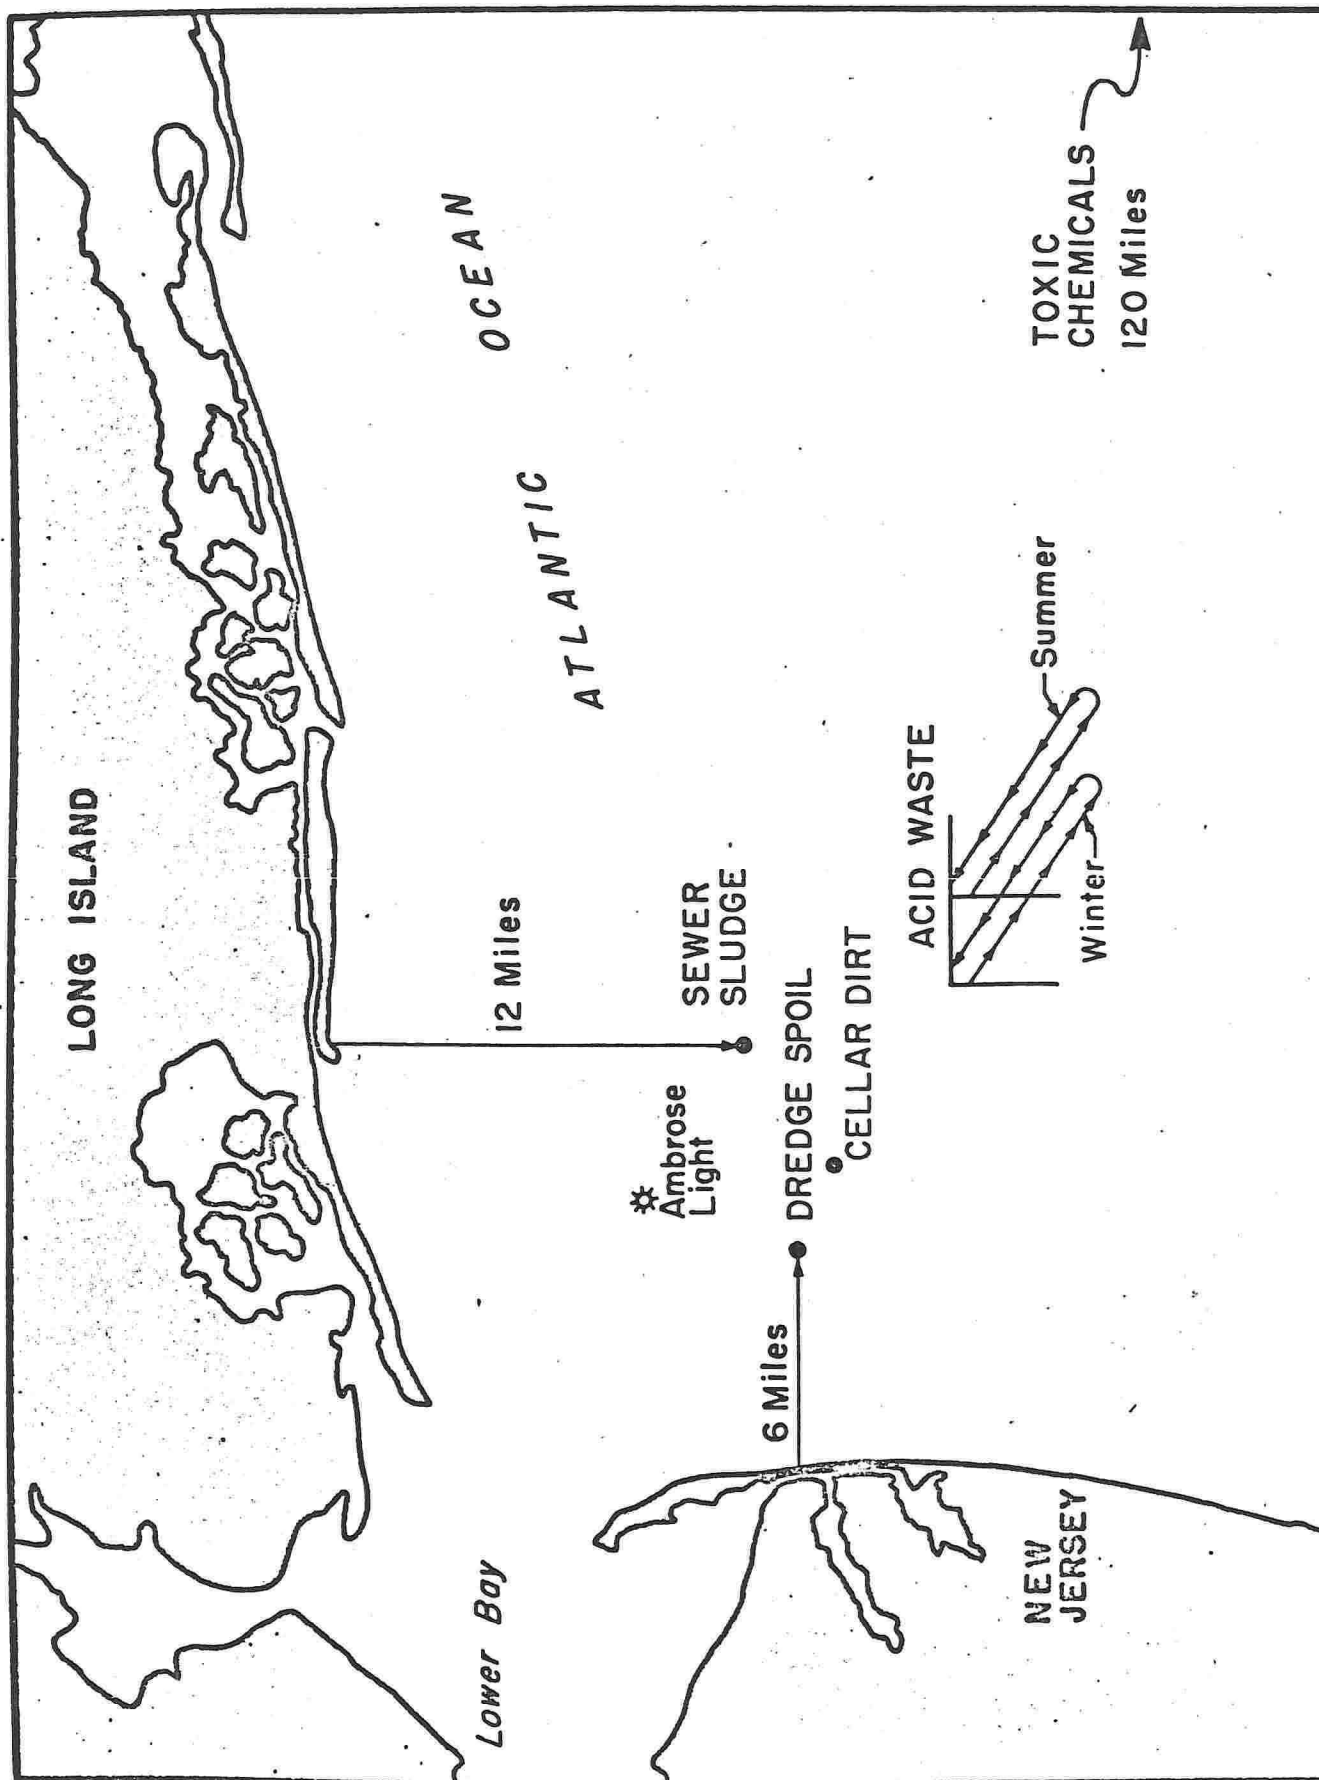 LONG ISLAND
ATLANTIC OCEAN
12 Miles
Ambrose
Light
SEWER
SLUDGE
6 Miles
DREDGE SPOIL
CELLAR DIRT
ACID WASTE
Summer
Winter
TOXIC
CHEMICALS
120 Miles
Lower Bay
NEW
JERSEY